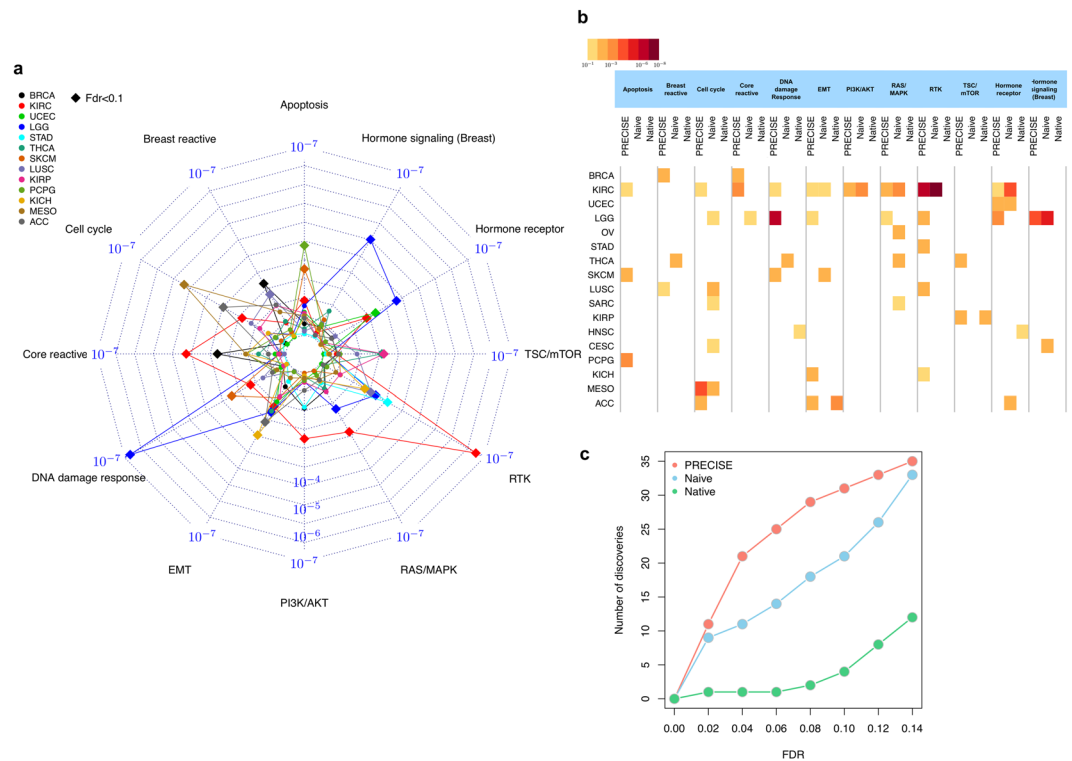 a
BRCA
KIRC
UCEC
LGG
STAD
THCA
SKCM
LUSC
KIRP
PCPG
KICH
MESO
ACC
Fdr<0.1
Apoptosis
Breast reactive
Hormone signaling (Breast)
Cell cycle
Hormone receptor
Core reactive
TSC/mTOR
DNA damage response
RTK
EMT
RAS/MAPK
PI3K/AKT
10⁻⁷
10⁻⁷
10⁻⁷
10⁻⁷
10⁻⁷
10⁻⁷
10⁻⁷
10⁻⁷
10⁻⁷
10⁻⁷
10⁻⁷
10⁻⁴
10⁻⁵
10⁻⁶
10⁻⁷
b
10⁻¹ 10⁻³ 10⁻⁶ 10⁻⁸
Apoptosis
Breast reactive
Cell cycle
Core reactive
DNA damage Response
EMT
PI3K/AKT
RAS/ MAPK
RTK
TSC/ mTOR
Hormone receptor
Hormone signaling (Breast)
PRECISE Naive Native
PRECISE Naive Native
PRECISE Naive Native
PRECISE Naive Native
PRECISE Naive Native
PRECISE Naive Native
PRECISE Naive Native
PRECISE Naive Native
PRECISE Naive Native
PRECISE Naive Native
PRECISE Naive Native
PRECISE Naive Native
BRCA
KIRC
UCEC
LGG
OV
STAD
THCA
SKCM
LUSC
SARC
KIRP
HNSC
CESC
PCPG
KICH
MESO
ACC
c
PRECISE
Naive
Native
Number of discoveries
35
30
25
20
15
10
5
0
0.00 0.02 0.04 0.06 0.08 0.10 0.12 0.14
FDR